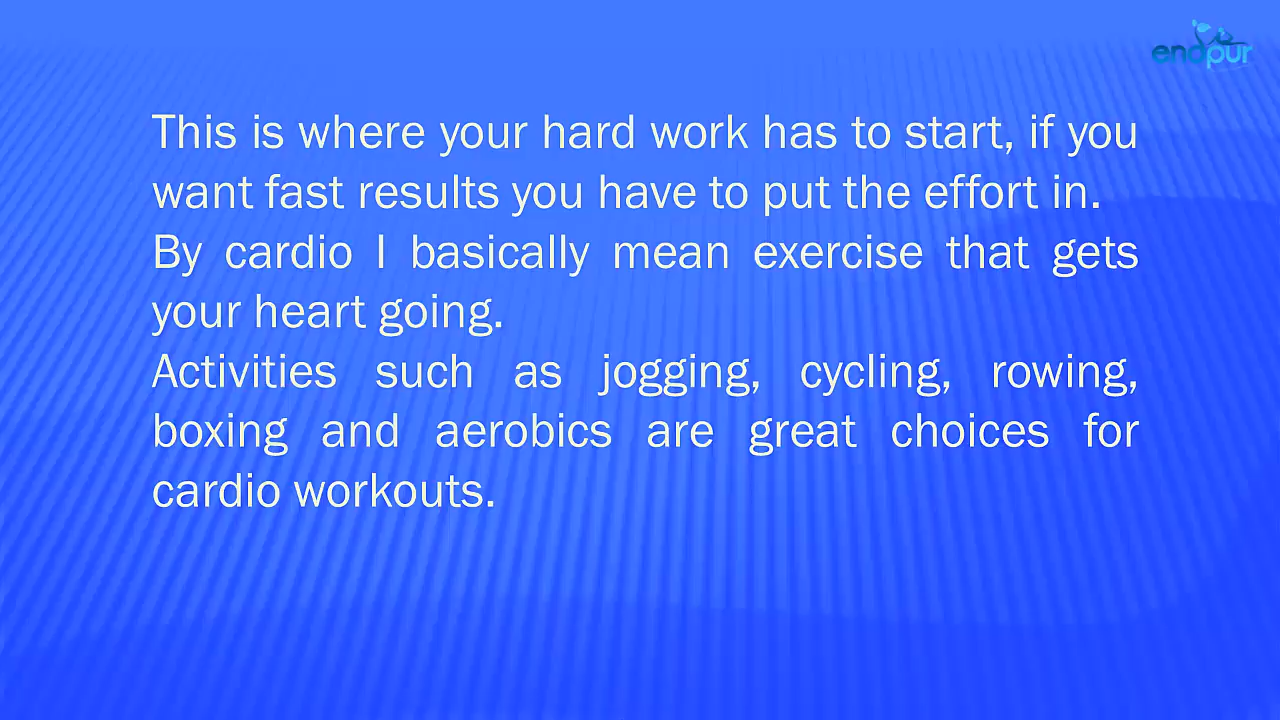 endpur
This is where your hard work has to start, if you
want fast results you have to put the effort in.
By cardio I basically mean exercise that gets
your heart going.
Activities such as jogging, cycling, rowing,
boxing and aerobics are great choices for
cardio workouts.